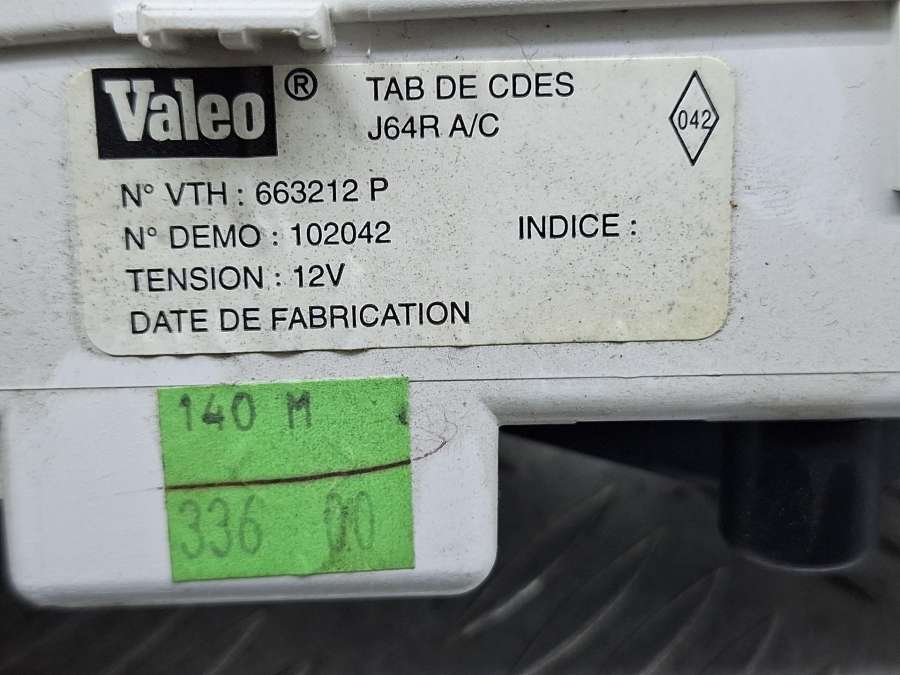 Valeo ® TAB DE CDES
J64R A/C
042
N° VTH : 663212 P
N° DEMO : 102042 INDICE :
TENSION : 12V
DATE DE FABRICATION
140 M
336 00